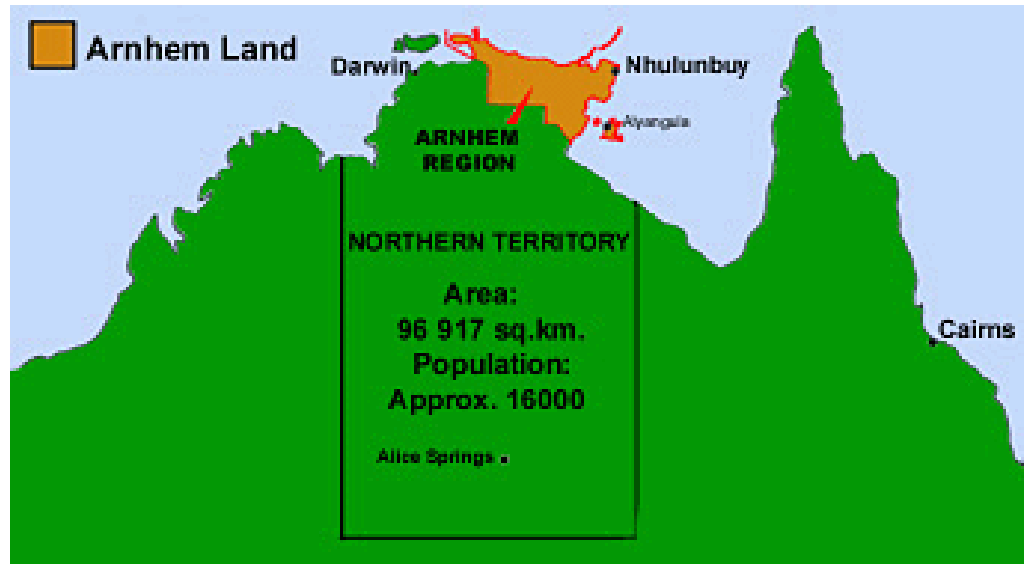 Arnhem Land
Darwin
Nhulunbuy
Alyangula
ARNHEM
REGION
NORTHERN TERRITORY
Area:
96 917 sq.km.
Population:
Approx. 16000
Cairns
Alice Springs